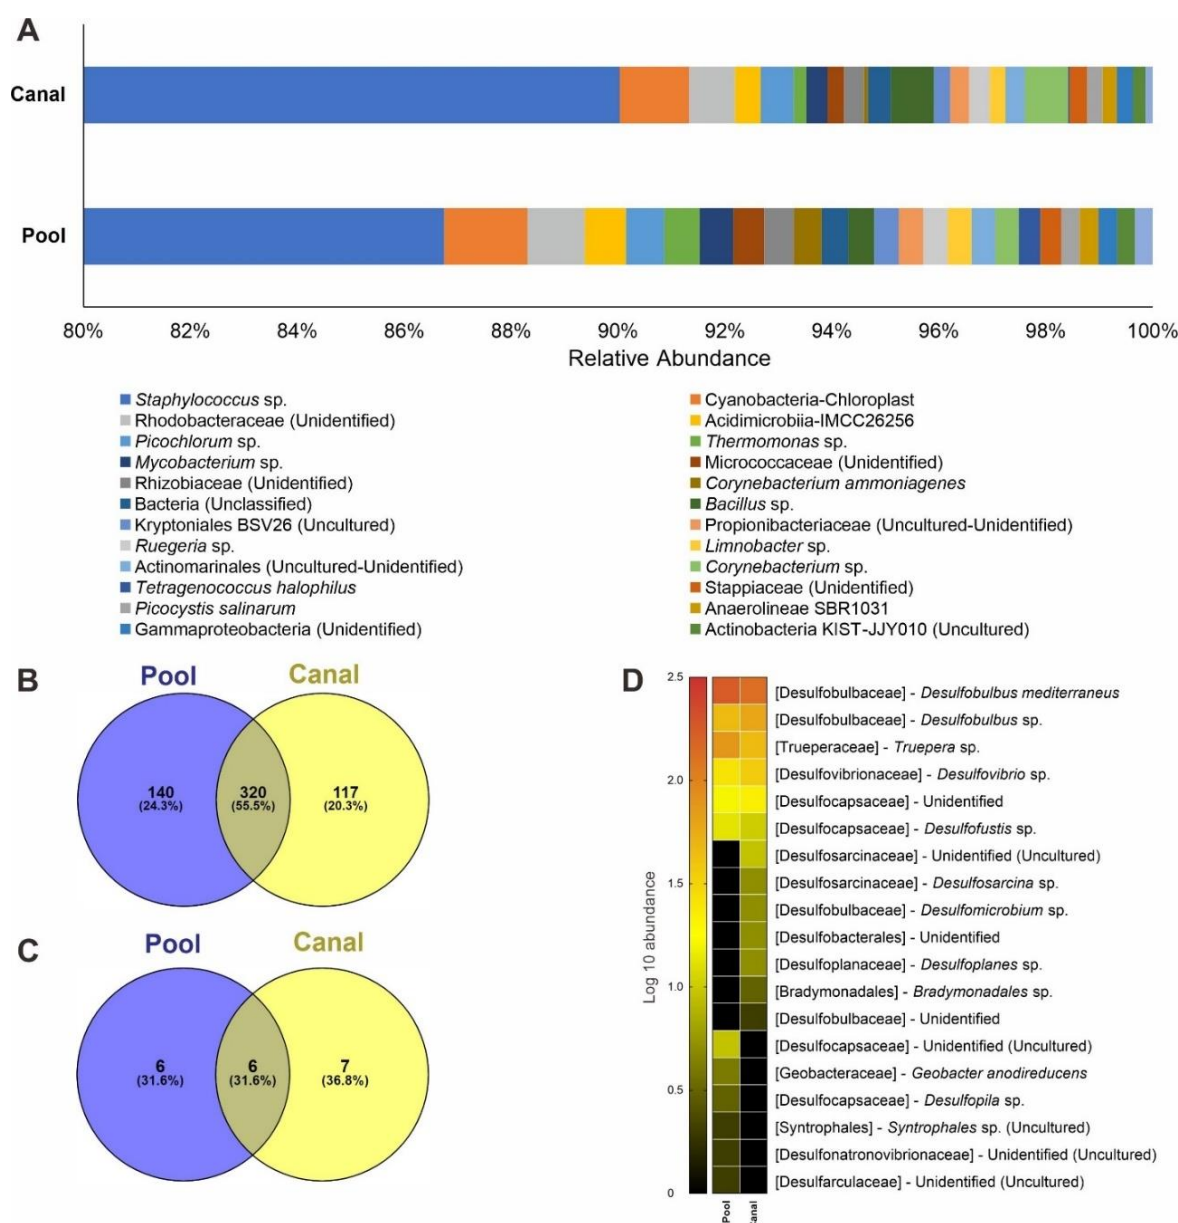 A
Canal
Pool
80% 82% 84% 86% 88% 90% 92% 94% 96% 98% 100%
Relative Abundance
Staphylococcus sp.
Rhodobacteraceae (Unidentified)
Picochlorum sp.
Mycobacterium sp.
Rhizobiaceae (Unidentified)
Bacteria (Unclassified)
Kryptoniales BSV26 (Uncultured)
Ruegeria sp.
Actinomarinales (Uncultured-Unidentified)
Tetragenococcus halophilus
Picocystis salinarum
Gammaproteobacteria (Unidentified)
Cyanobacteria-Chloroplast
Acidimicrobiia-IMCC26256
Thermomonas sp.
Micrococcaceae (Unidentified)
Corynebacterium ammoniagenes
Bacillus sp.
Propionibacteriaceae (Uncultured-Unidentified)
Limnobacter sp.
Corynebacterium sp.
Stappiaceae (Unidentified)
Anaerolineae SBR1031
Actinobacteria KIST-JJY010 (Uncultured)
B
Pool Canal
140 320 117
(24.3%) (55.5%) (20.3%)
C
Pool Canal
6 6 7
(31.6%) (31.6%) (36.8%)
D
2.5
2.0
1.5
1.0
0.5
0
Log 10 abundance
[Desulfobulbaceae] - Desulfobulbus mediterraneus
[Desulfobulbaceae] - Desulfobulbus sp.
[Trueperaceae] - Truepera sp.
[Desulfovibrionaceae] - Desulfovibrio sp.
[Desulfocapsaceae] - Unidentified
[Desulfocapsaceae] - Desulfofustis sp.
[Desulfosarcinaceae] - Unidentified (Uncultured)
[Desulfosarcinaceae] - Desulfosarcina sp.
[Desulfobulbaceae] - Desulfomicrobium sp.
[Desulfobacterales] - Unidentified
[Desulfoplanaceae] - Desulfoplanes sp.
[Bradymonadales] - Bradymonadales sp.
[Desulfobulbaceae] - Unidentified
[Desulfocapsaceae] - Unidentified (Uncultured)
[Geobacteraceae] - Geobacter anodireducens
[Desulfocapsaceae] - Desulfopila sp.
[Syntrophales] - Syntrophales sp. (Uncultured)
[Desulfonatronovibrionaceae] - Unidentified (Uncultured)
[Desulfarculaceae] - Unidentified (Uncultured)
Pool